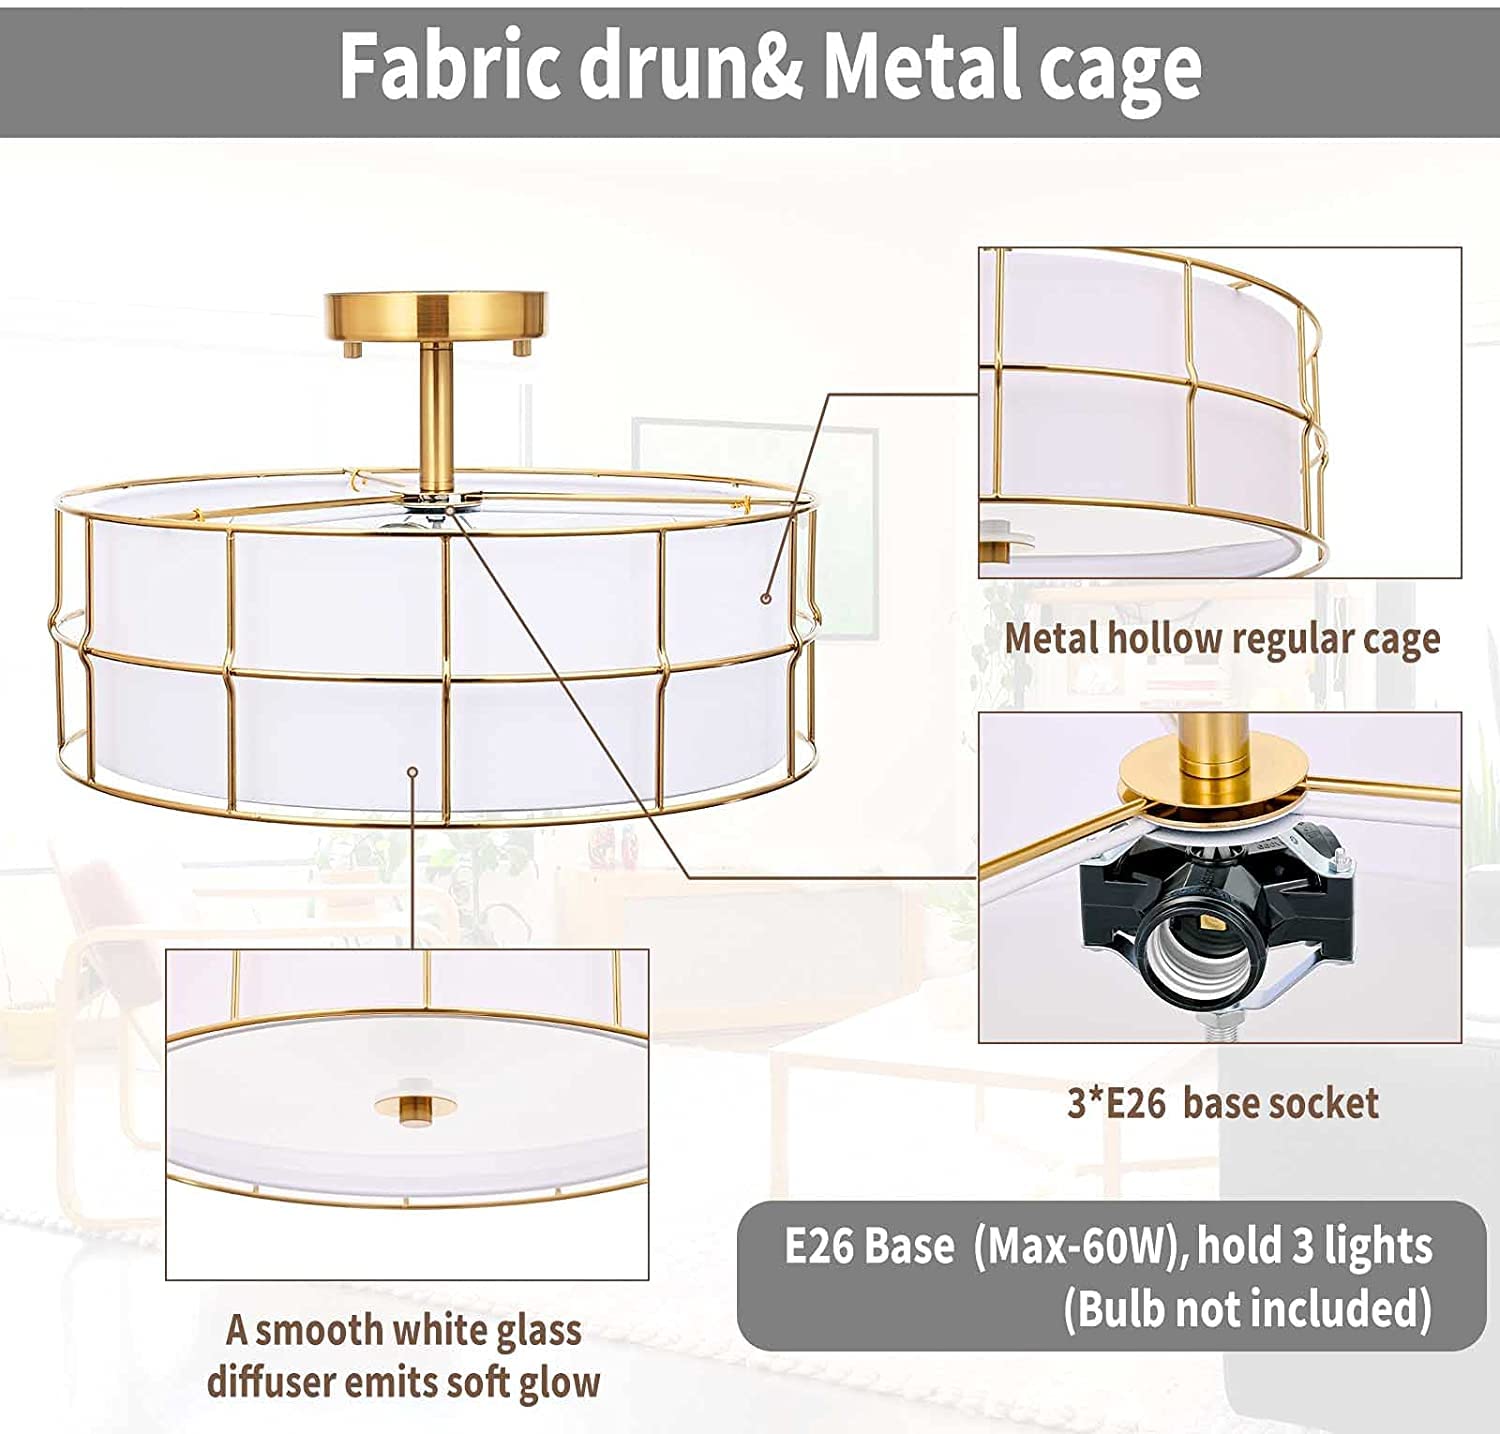 Fabric drun& Metal cage
Metal hollow regular cage
3*E26 base socket
E26 Base (Max-60W), hold 3 lights
(Bulb not included)
A smooth white glass
diffuser emits soft glow